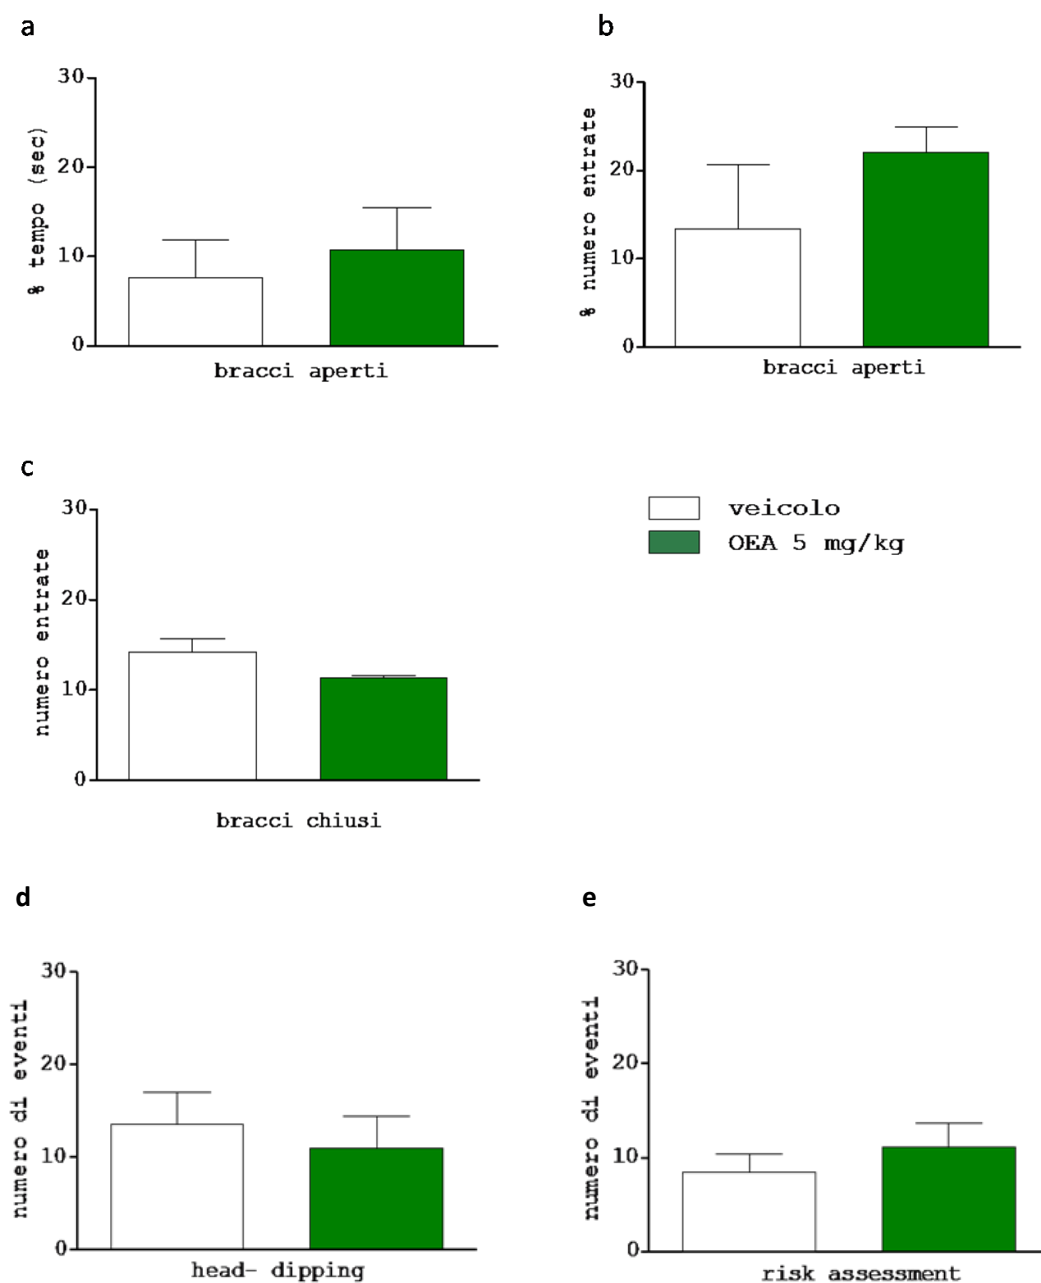 a
30
20
10
0
% tempo (sec)
bracci aperti
b
30
20
10
0
% numero entrate
bracci aperti
c
30
20
10
0
numero entrate
bracci chiusi
veicolo
OEA 5 mg/kg
d
30
20
10
0
numero di eventi
head- dipping
e
30
20
10
0
numero di eventi
risk assessment